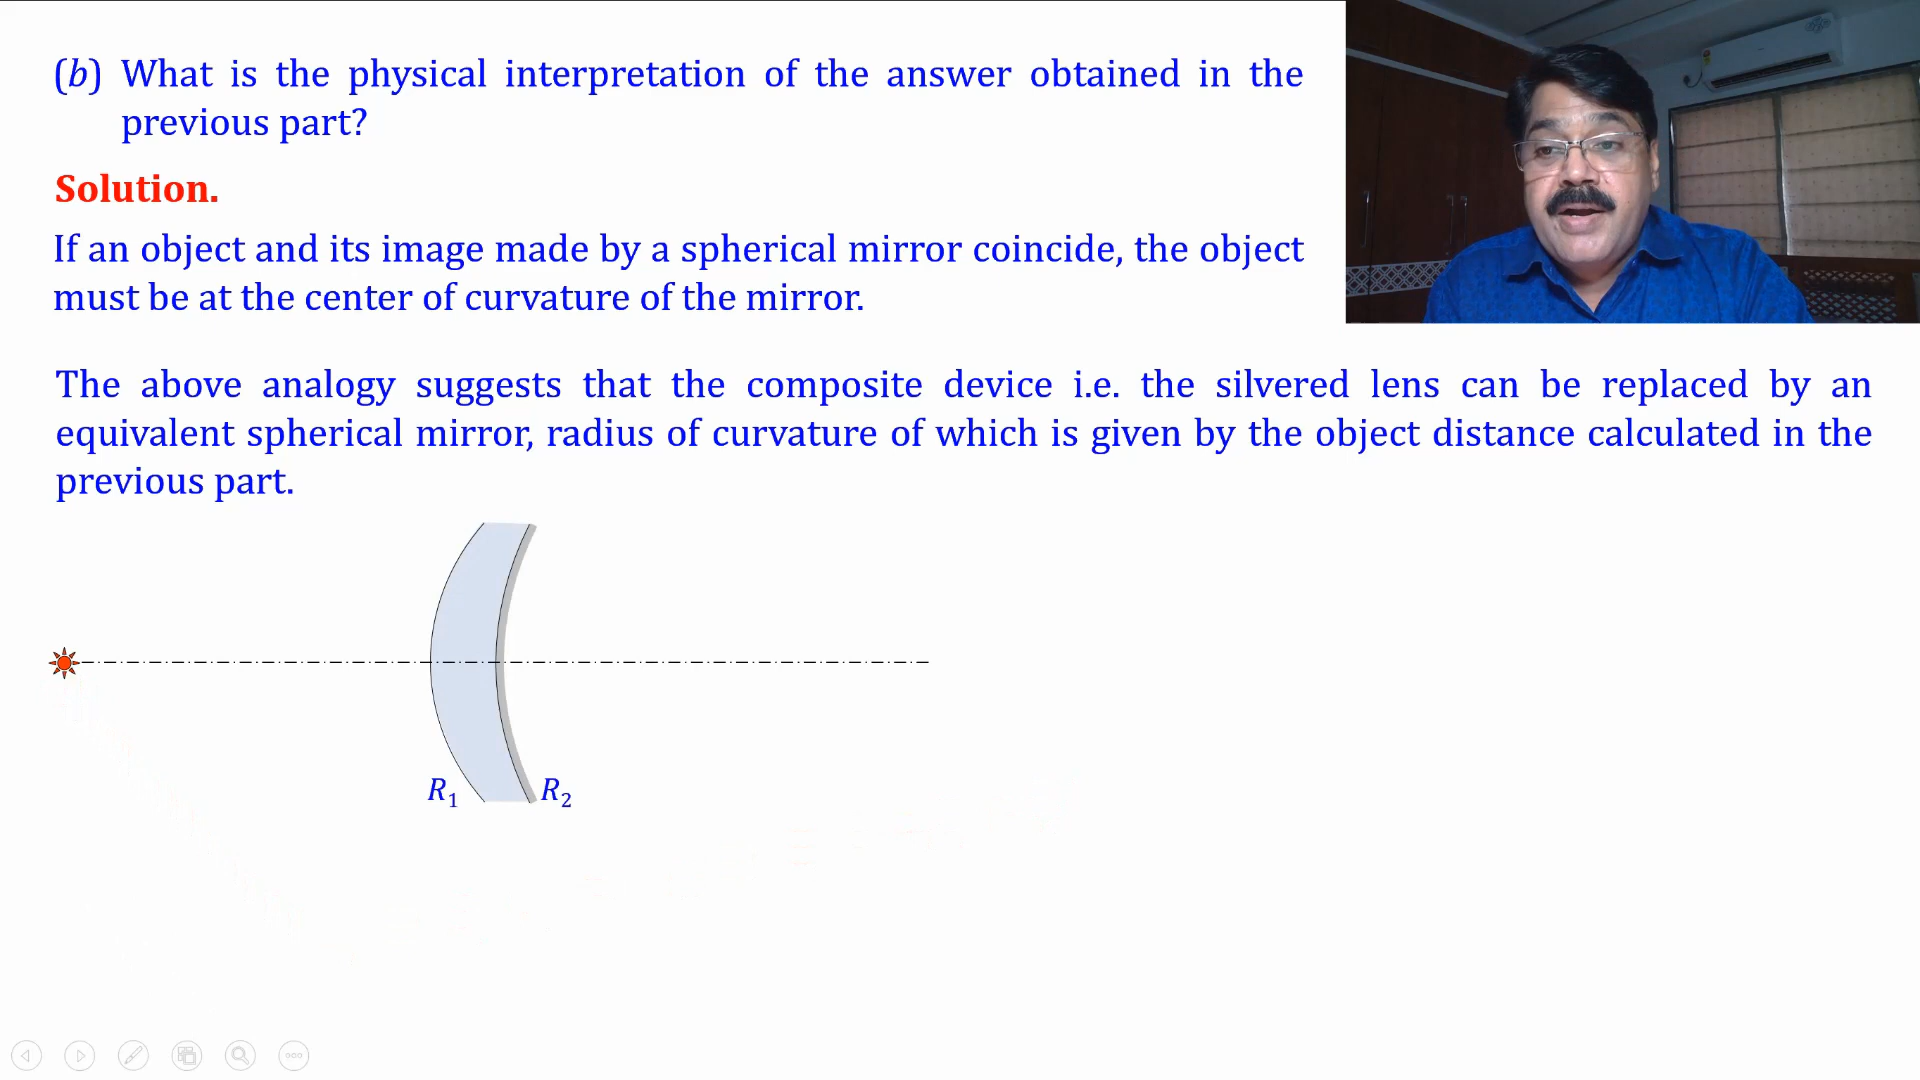 (b) What is the physical interpretation of the answer obtained in the
previous part?
Solution.
If an object and its image made by a spherical mirror coincide, the object
must be at the center of curvature of the mirror.
The above analogy suggests that the composite device i.e. the silvered lens can be replaced by an
equivalent spherical mirror, radius of curvature of which is given by the object distance calculated in the
previous part.
R₁ R₂